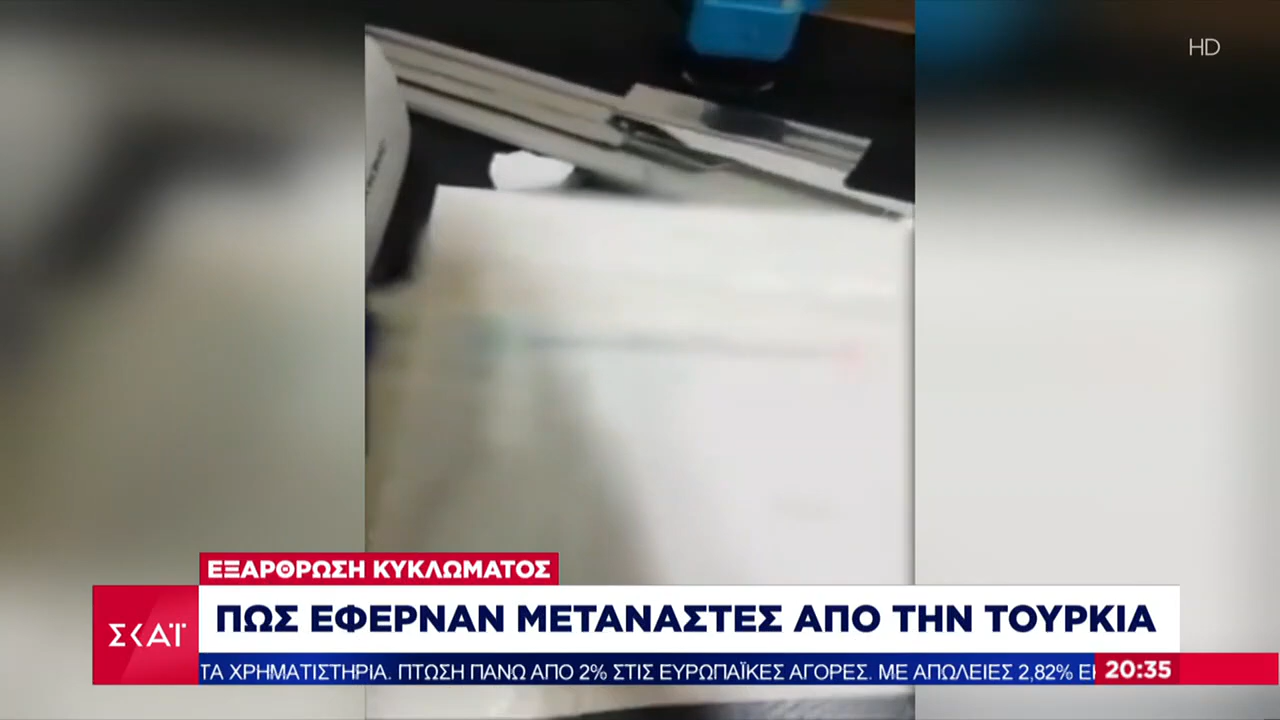 HD
ΕΞΑΡΘΡΩΣΗ ΚΥΚΛΩΜΑΤΟΣ
ΣΚΑΪ
ΠΩΣ ΕΦΕΡΝΑΝ ΜΕΤΑΝΑΣΤΕΣ ΑΠΟ ΤΗΝ ΤΟΥΡΚΙΑ
ΤΑ ΧΡΗΜΑΤΙΣΤΗΡΙΑ. ΠΤΩΣΗ ΠΑΝΩ ΑΠΟ 2% ΣΤΙΣ ΕΥΡΩΠΑΪΚΕΣ ΑΓΟΡΕΣ. ΜΕ ΑΠΩΛΕΙΕΣ 2,82%
20:35